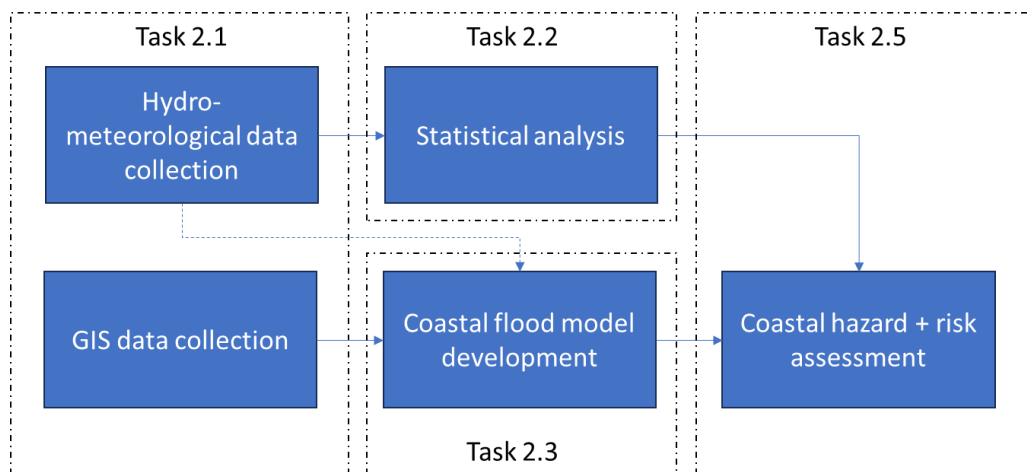 Task 2.1
Hydro-
meteorological data
collection
GIS data collection
Task 2.2
Statistical analysis
Coastal flood model
development
Task 2.3
Task 2.5
Coastal hazard + risk
assessment